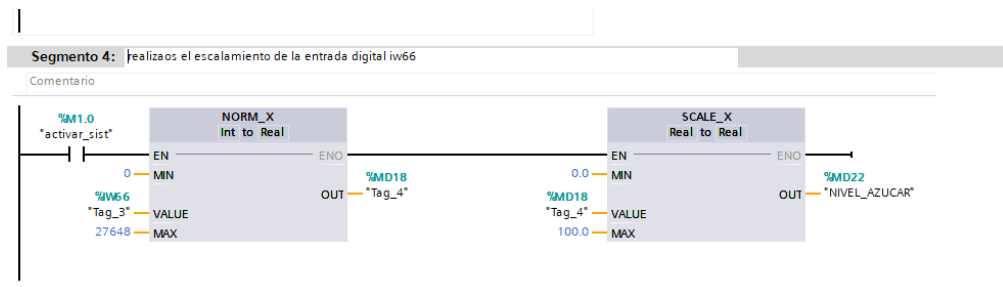 Segmento 4: realizaos el escalamiento de la entrada digital iw66
Comentario
%M1.0
"activar_sist"
NORM_X
Int to Real
EN
ENO
0
MIN
%IW66
"Tag_3"
VALUE
27648
MAX
OUT
%MD18
"Tag_4"
SCALE_X
Real to Real
EN
ENO
0.0
MIN
%MD18
"Tag_4"
VALUE
100.0
MAX
OUT
%MD22
"NIVEL_AZUCAR"